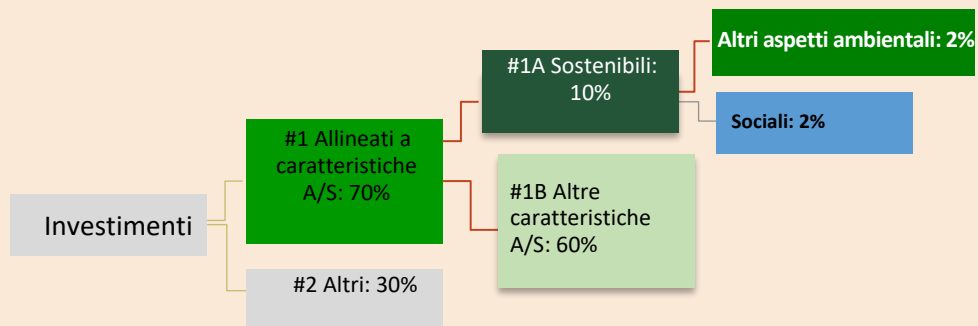 Altri aspetti ambientali: 2%
#1A Sostenibili:
10%
Sociali: 2%
#1 Allineati a
caratteristiche
A/S: 70%
#1B Altre
caratteristiche
A/S: 60%
Investimenti
#2 Altri: 30%